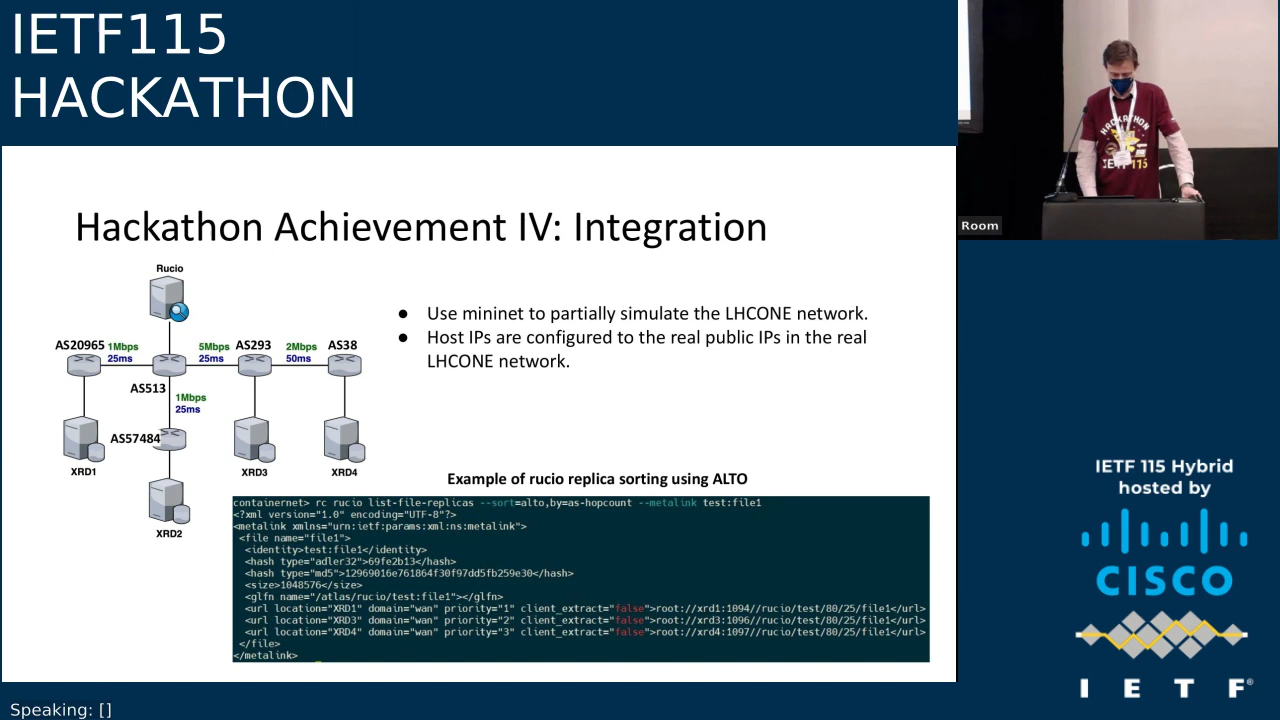 IETF115
HACKATHON
Hackathon Achievement IV: Integration
Rucio
AS20965 1Mbps 25ms 5Mbps 25ms AS293 2Mbps 50ms AS38
AS513
1Mbps
25ms
AS57484
XRD1
XRD3
XRD4
XRD2
● Use mininet to partially simulate the LHCONE network.
● Host IPs are configured to the real public IPs in the real
LHCONE network.
Example of rucio replica sorting using ALTO
containernet> rc rucio list-file-replicas --sort=alto,by=as-hopcount --metalink test:file1
<?xml version="1.0" encoding="UTF-8"?>
<metalink xmlns="urn:ietf:params:xml:ns:metalink">
<file name="file1">
<identity>test:file1</identity>
<hash type="adler32">69fe2b13</hash>
<hash type="md5">12969016e761864f30f97dd5fb259e30</hash>
<size>1048576</size>
<glfn name="/atlas/rucio/test:file1"></glfn>
<url location="XRD1" domain="wan" priority="1" client_extract="false">root://xrd1:1094//rucio/test/80/25/file1</url>
<url location="XRD3" domain="wan" priority="2" client_extract="false">root://xrd3:1096//rucio/test/80/25/file1</url>
<url location="XRD4" domain="wan" priority="3" client_extract="false">root://xrd4:1097//rucio/test/80/25/file1</url>
</file>
</metalink>
Speaking: []
HACKATHON
IETF 115
Room
IETF 115 Hybrid
hosted by
CISCO
I E T F®